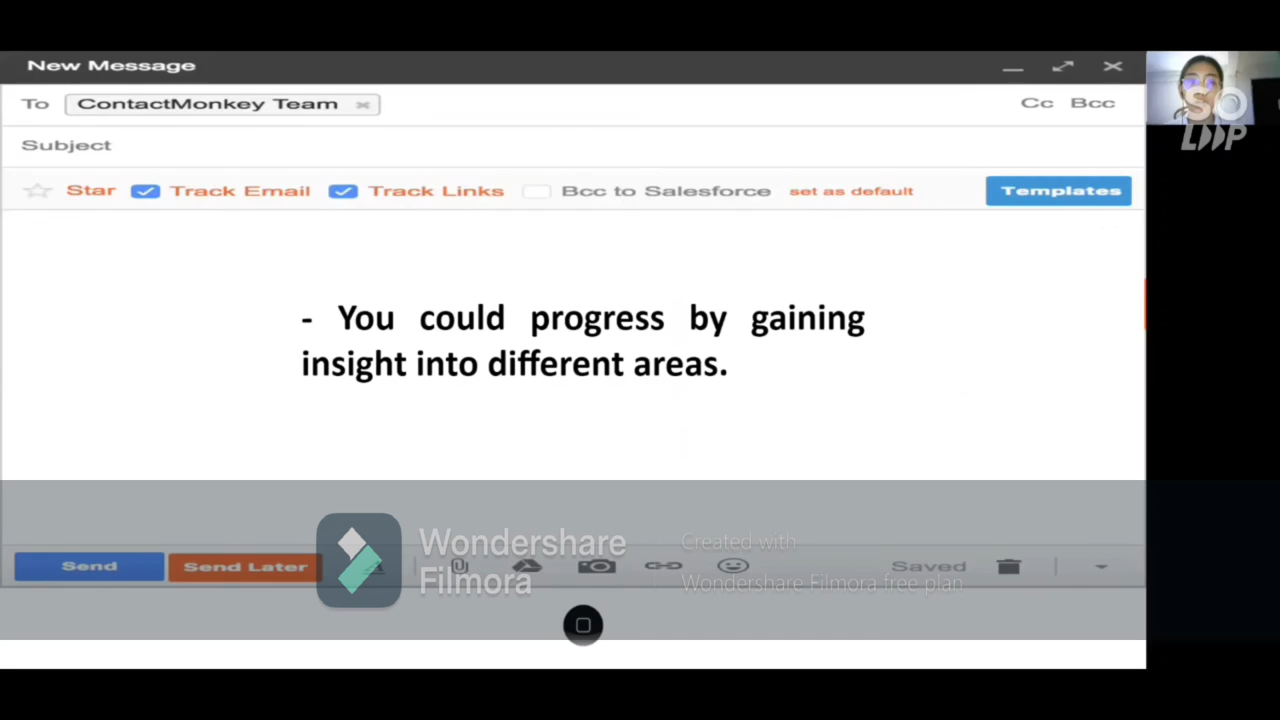 New Message
To ContactMonkey Team Cc Bcc
SO
LOOP
Subject
Star Track Email Track Links Bcc to Salesforce set as default Templates
- You could progress by gaining
insight into different areas.
Wondershare
Filmora
Created with
Wondershare Filmora free plan
Send Send Later Saved